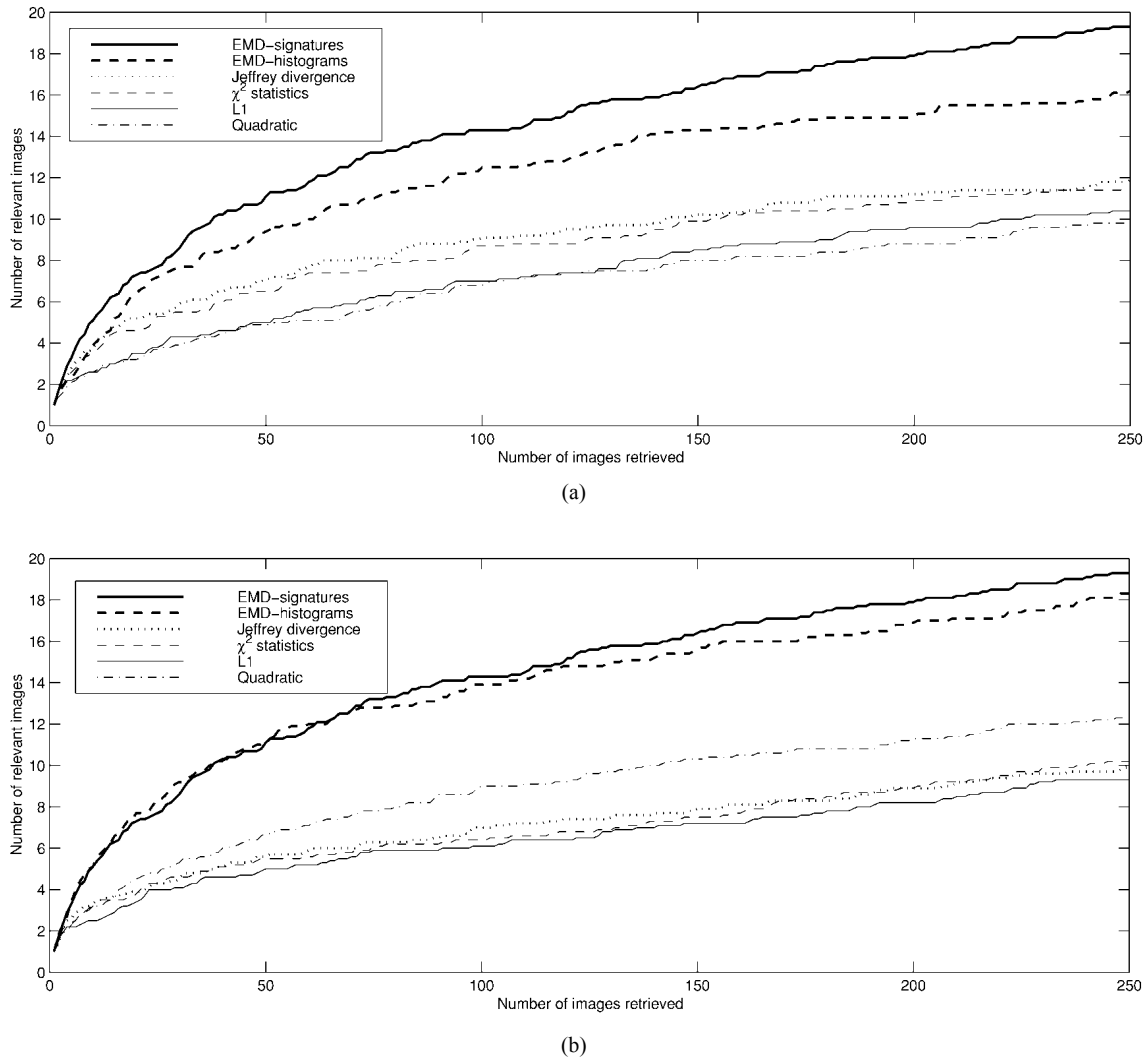 20
18
16
14
12
10
8
6
4
2
0
Number of relevant images
EMD-signatures
EMD-histograms
Jeffrey divergence
χ² statistics
L1
Quadratic
0 50 100 150 200 250
Number of images retrieved
(a)
20
18
16
14
12
10
8
6
4
2
0
Number of relevant images
EMD-signatures
EMD-histograms
Jeffrey divergence
χ² statistics
L1
Quadratic
0 50 100 150 200 250
Number of images retrieved
(b)